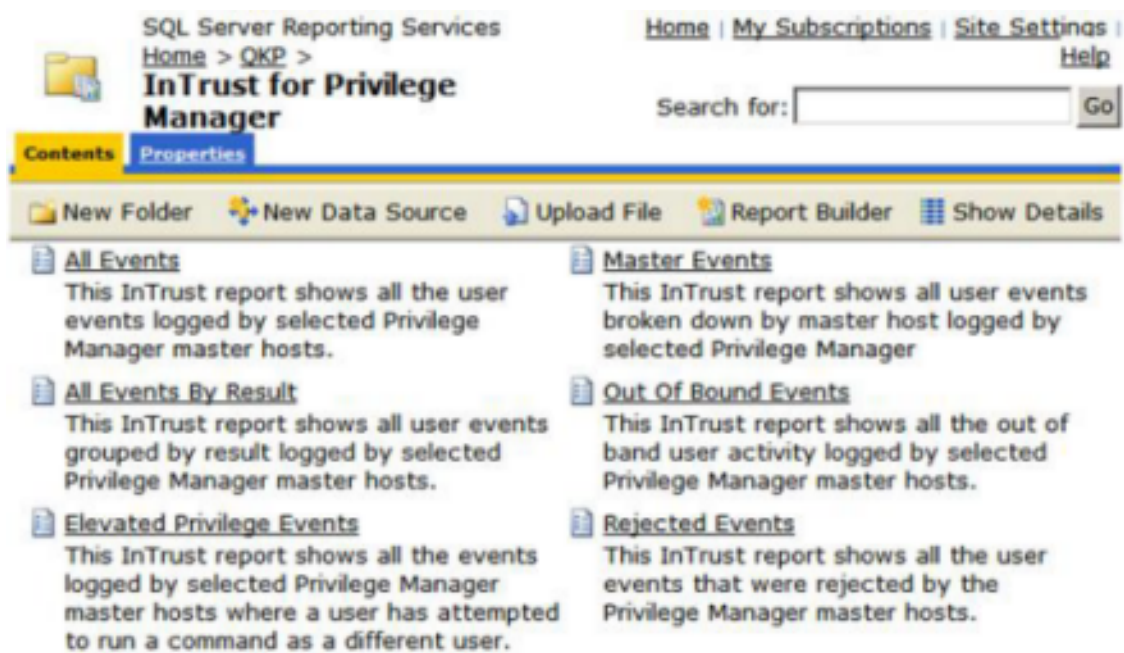 SQL Server Reporting Services
Home > QKP >
InTrust for Privilege
Manager
Home | My Subscriptions | Site Settings |
Help
Search for: Go
Contents Properties
New Folder New Data Source Upload File Report Builder Show Details
All Events
This InTrust report shows all the user
events logged by selected Privilege
Manager master hosts.
All Events By Result
This InTrust report shows all user events
grouped by result logged by selected
Privilege Manager master hosts.
Elevated Privilege Events
This InTrust report shows all the events
logged by selected Privilege Manager
master hosts where a user has attempted
to run a command as a different user.
Master Events
This InTrust report shows all user events
broken down by master host logged by
selected Privilege Manager
Out Of Bound Events
This InTrust report shows all the out of
band user activity logged by selected
Privilege Manager master hosts.
Rejected Events
This InTrust report shows all the user
events that were rejected by the
Privilege Manager master hosts.